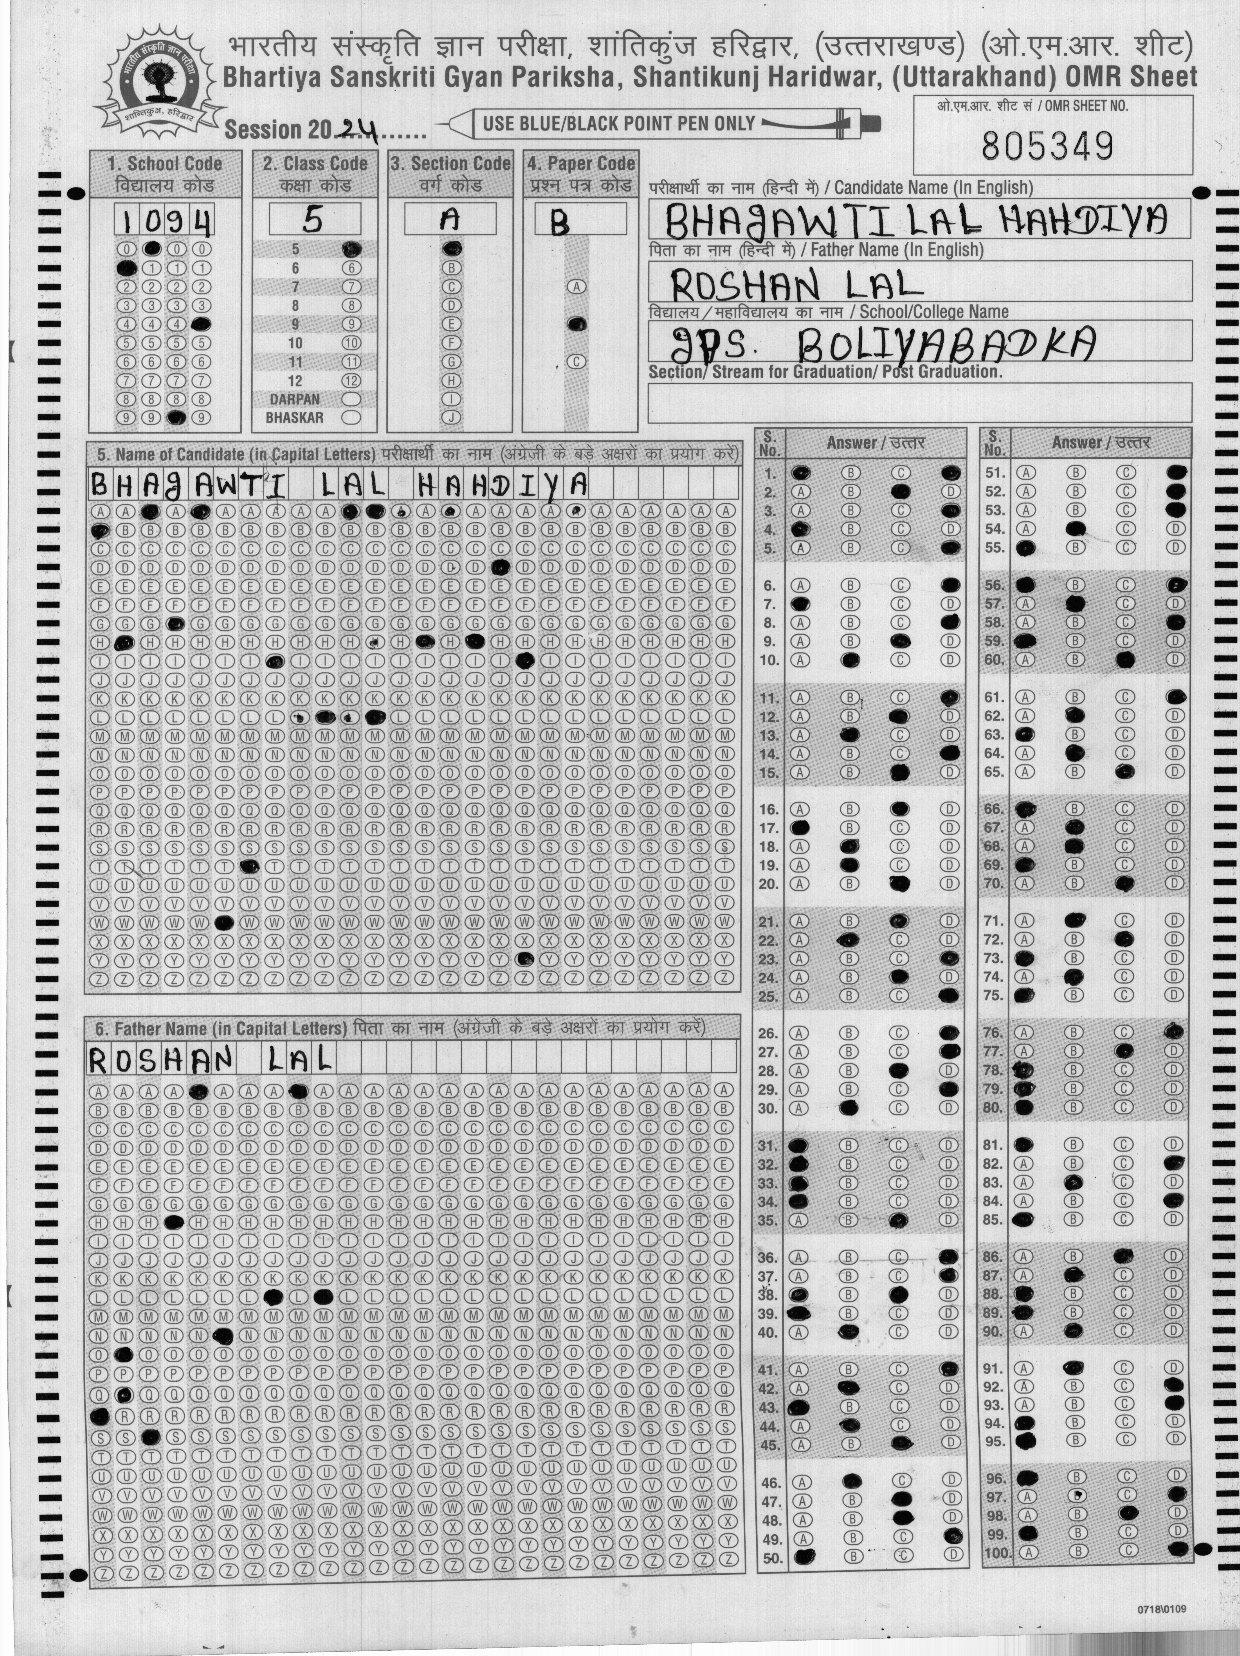 भारतीय संस्कृति ज्ञान परीक्षा, शांतिकुंज हरिद्वार, (उत्तराखण्ड) (ओ.एम.आर. शीट)
Bhartiya Sanskriti Gyan Pariksha, Shantikunj Haridwar, (Uttarakhand) OMR Sheet
Session 20 24
USE BLUE/BLACK POINT PEN ONLY
ओ.एम.आर. शीट सं / OMR SHEET NO.
805349
1. School Code
विद्यालय कोड
1094
2. Class Code
कक्षा कोड
5
5
6
7
8
9
10
11
12
DARPAN
BHASKAR
3. Section Code
वर्ग कोड
A
4. Paper Code
प्रश्न पत्र कोड
B
परीक्षार्थी का नाम (हिन्दी में) / Candidate Name (In English)
BHAGAWTI LAL HAHDIYA
पिता का नाम (हिन्दी में) / Father Name (In English)
ROSHAN LAL
विद्यालय/महाविद्यालय का नाम / School/College Name
GPS. BOLIYABADKA
Section/ Stream for Graduation/ Post Graduation.
5. Name of Candidate (in Capital Letters) परीक्षार्थी का नाम (अंग्रेजी के बड़े अक्षरों का प्रयोग करें)
BHAGAWTI LAL HAHDIYA
6. Father Name (in Capital Letters) पिता का नाम (अंग्रेजी के बड़े अक्षरों का प्रयोग करें)
ROSHAN LAL
S. No. Answer / उत्तर
S. No. Answer / उत्तर
0718\0109